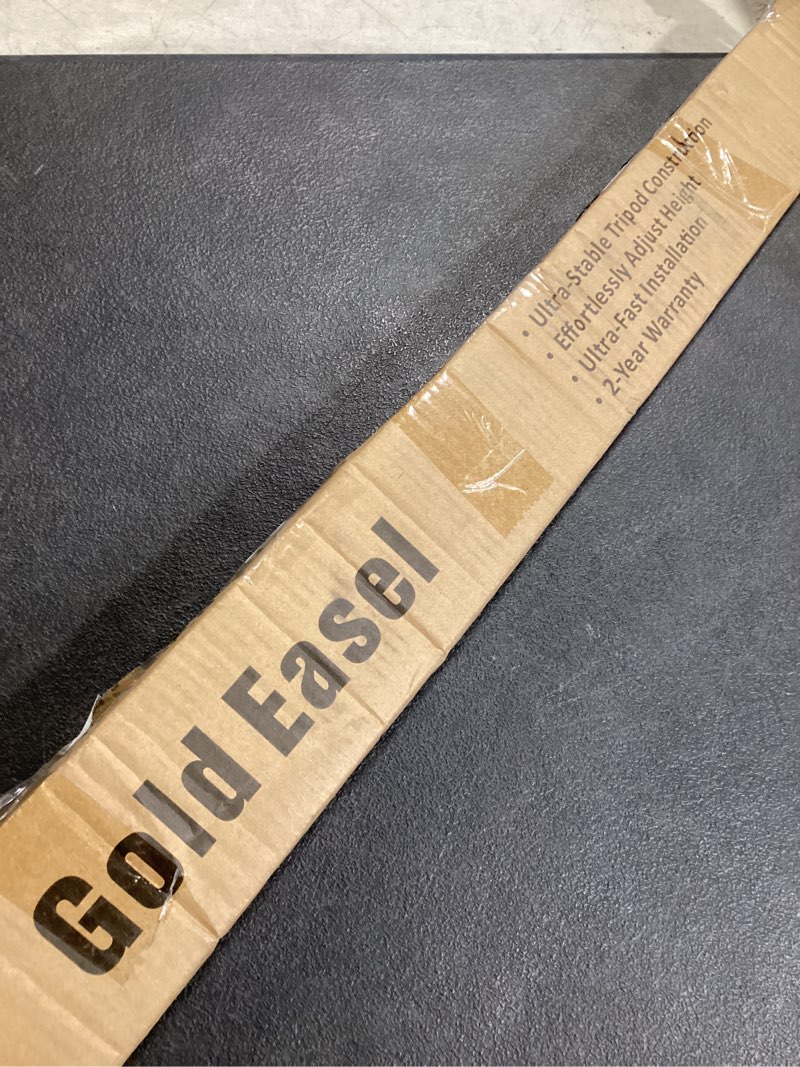 Gold Easel
• Ultra-Stable Tripod Construction
• Effortlessly Adjust Height
• Ultra-Fast Installation
• 2-Year Warranty